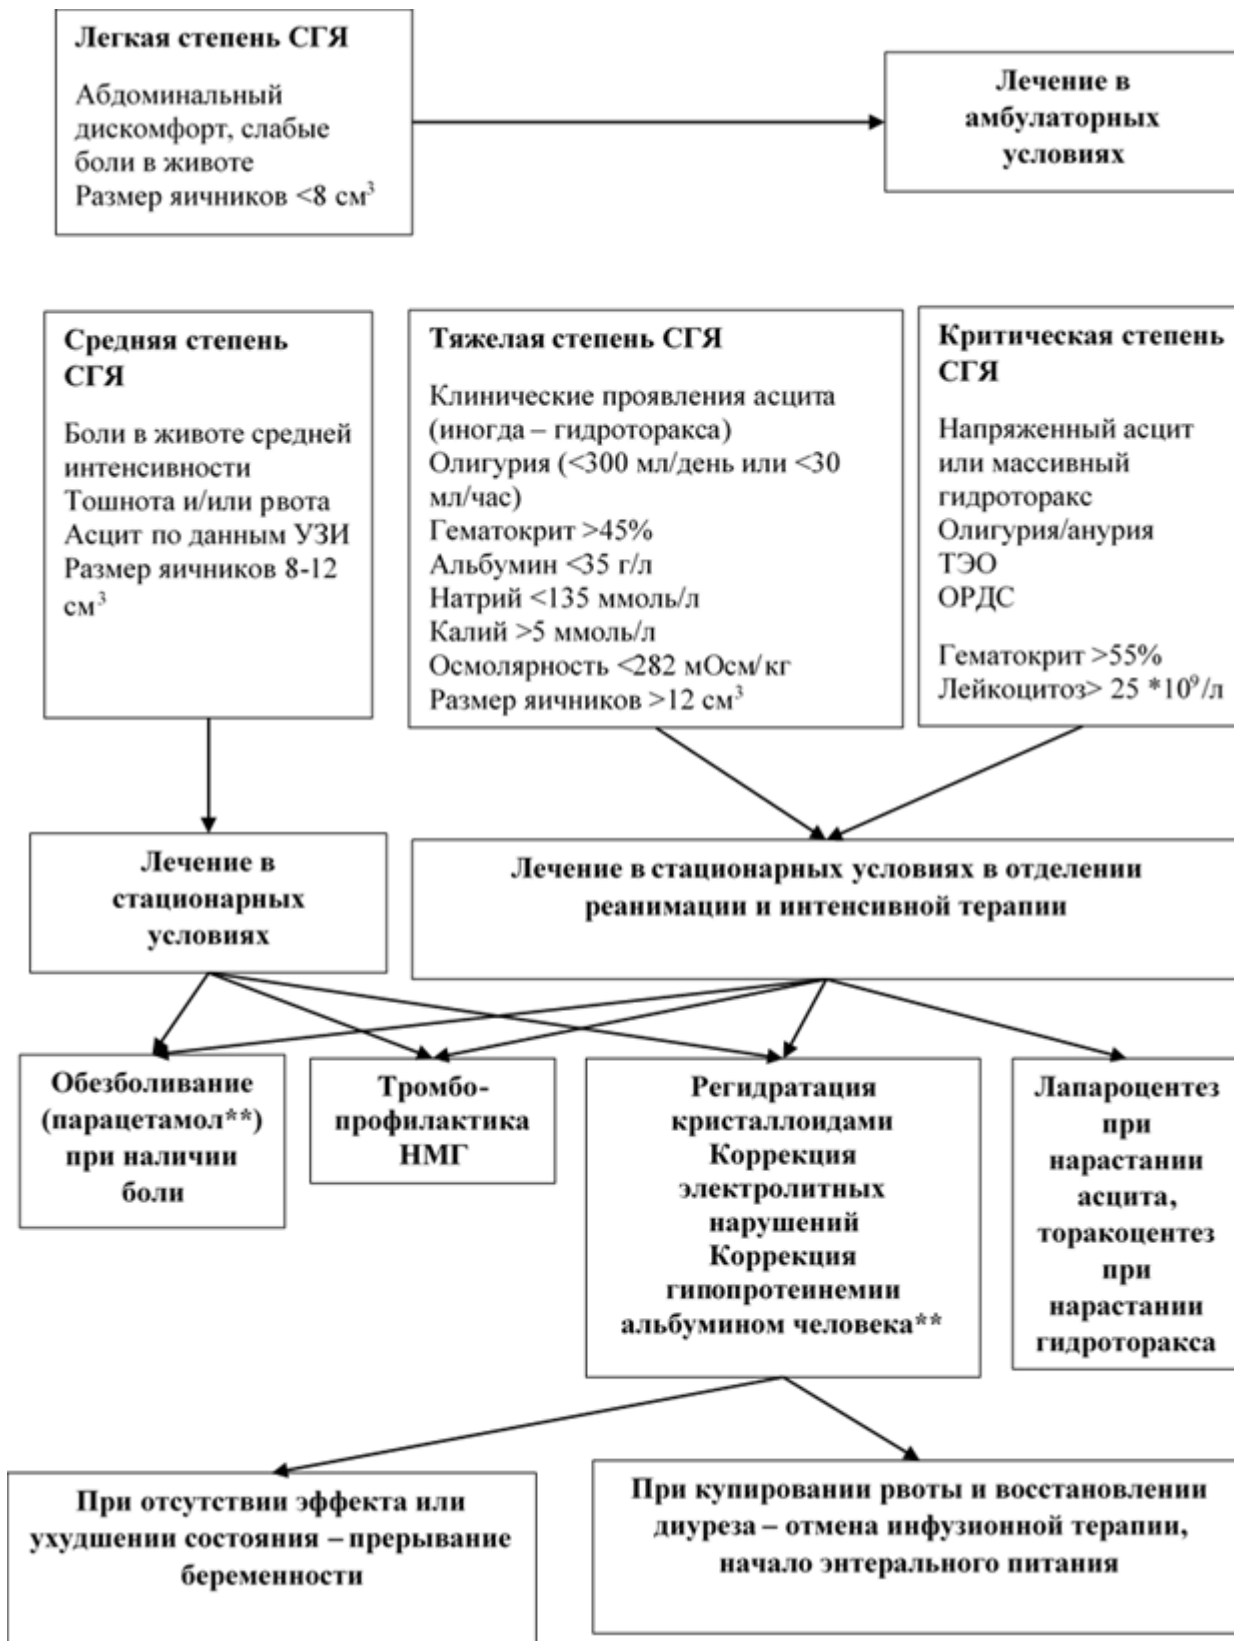 Легкая степень СГЯ
Абдоминальный
дискомфорт, слабые
боли в животе
Размер яичников <8 см³
Лечение в
амбулаторных
условиях
Средняя степень
СГЯ
Боли в животе средней
интенсивности
Тошнота и/или рвота
Асцит по данным УЗИ
Размер яичников 8-12
см³
Тяжелая степень СГЯ
Клинические проявления асцита
(иногда – гидроторакса)
Олигурия (<300 мл/день или <30
мл/час)
Гематокрит >45%
Альбумин <35 г/л
Натрий <135 ммоль/л
Калий >5 ммоль/л
Осмолярность <282 мОсм/кг
Размер яичников >12 см³
Критическая степень
СГЯ
Напряженный асцит
или массивный
гидроторакс
Олигурия/анурия
ТЭО
ОРДС
Гематокрит >55%
Лейкоцитоз> 25 *10⁹/л
Лечение в
стационарных
условиях
Лечение в стационарных условиях в отделении
реанимации и интенсивной терапии
Обезболивание
(парацетамол**)
при наличии
боли
Тромбо-
профилактика
НМГ
Регидратация
кристаллоидами
Коррекция
электролитных
нарушений
Коррекция
гипопротеинемии
альбумином человека**
Лапароцентез
при
нарастании
асцита,
торакоцентез
при
нарастании
гидроторакса
При отсутствии эффекта или
ухудшении состояния – прерывание
беременности
При купировании рвоты и восстановлении
диуреза – отмена инфузионной терапии,
начало энтерального питания